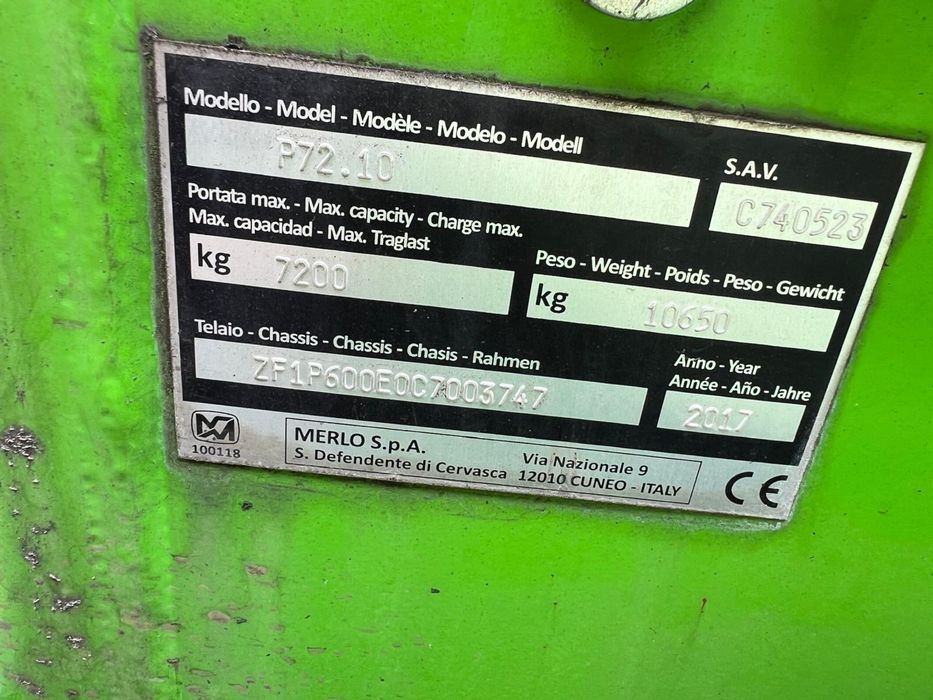 Modello - Model - Modèle - Modelo - Modell
P72.10
S.A.V.
C740523
Portata max. - Max. capacity - Charge max.
Max. capacidad - Max. Traglast
kg 7200
Peso - Weight - Poids - Peso - Gewicht
kg 10650
Telaio - Chassis - Chassis - Chasis - Rahmen
ZF1P600E0C7003747
Anno - Year
Année - Año - Jahre
2017
100118
MERLO S.p.A.
S. Defendente di Cervasca
Via Nazionale 9
12010 CUNEO - ITALY
CE